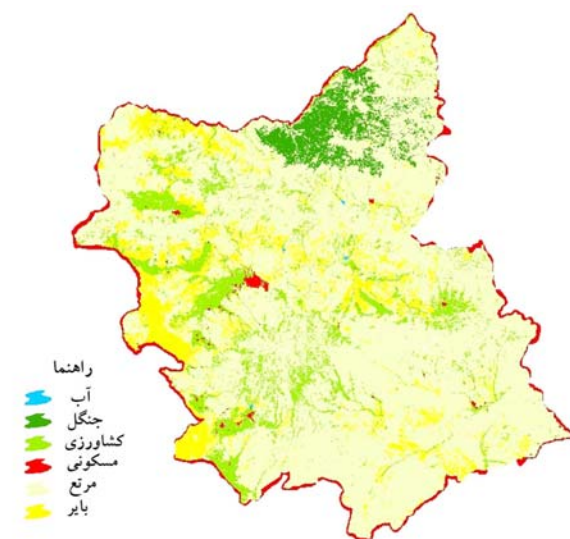 راهنما
آب
جنگل
کشاورزی
مسکونی
مرتع
بایر